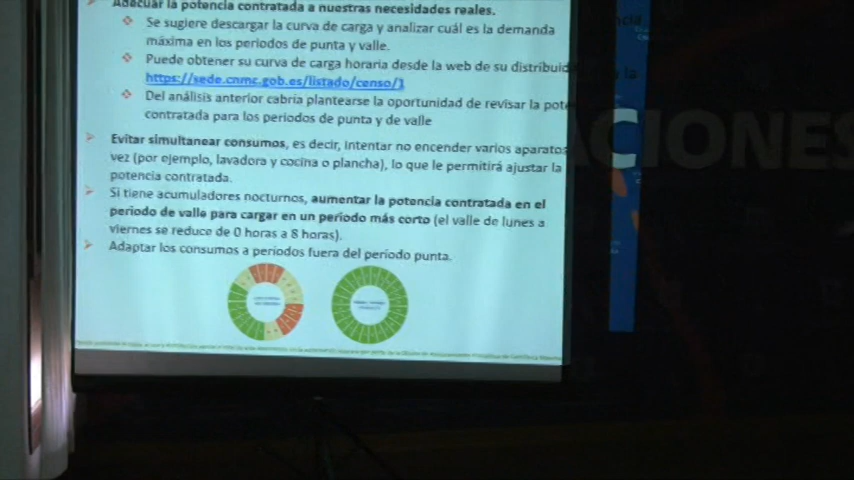 Adecuar la potencia contratada a nuestras necesidades reales.
Se sugiere descargar la curva de carga y analizar cuál es la demanda
máxima en los periodos de punta y valle.
Puede obtener su curva de carga horaria desde la web de su distribuid
https://sede.cnmc.gob.es/listado/censo/1
Del análisis anterior cabría plantearse la oportunidad de revisar la pote
contratada para los periodos de punta y de valle
Evitar simultanear consumos, es decir, intentar no encender varios aparatos
vez (por ejemplo, lavadora y cocina o plancha), lo que le permitirá ajustar la
potencia contratada.
Si tiene acumuladores nocturnos, aumentar la potencia contratada en el
periodo de valle para cargar en un período más corto (el valle de lunes a
viernes se reduce de 0 horas a 8 horas).
Adaptar los consumos a periodos fuera del período punta.
CIONES